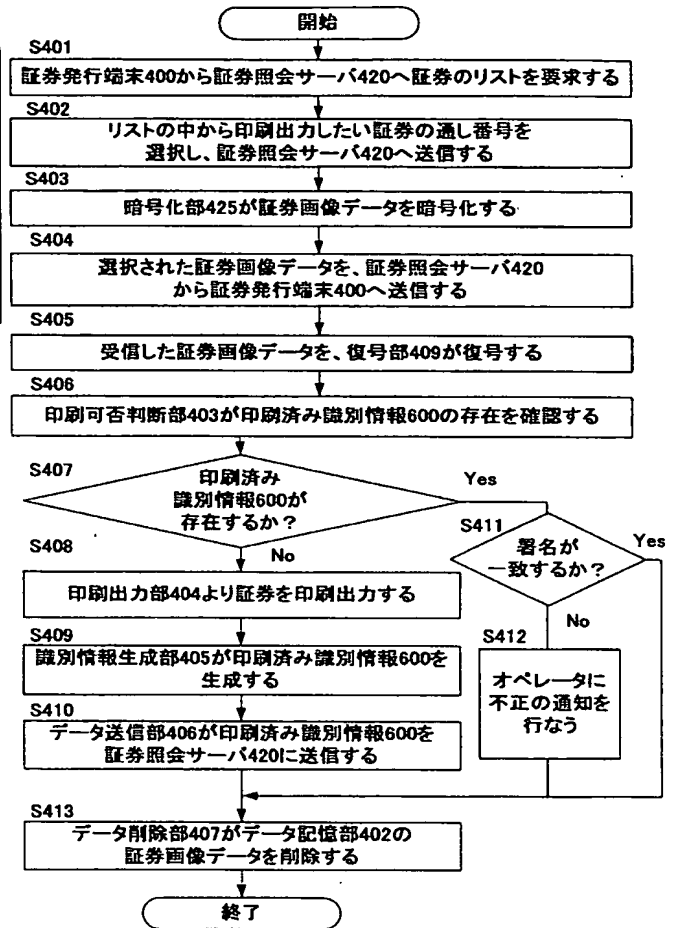 開始
S401
証券発行端末400から証券照会サーバ420へ証券のリストを要求する
S402
リストの中から印刷出力したい証券の通し番号を
選択し、証券照会サーバ420へ送信する
S403
暗号化部425が証券画像データを暗号化する
S404
選択された証券画像データを、証券照会サーバ420
から証券発行端末400へ送信する
S405
受信した証券画像データを、復号部409が復号する
S406
印刷可否判断部403が印刷済み識別情報600の存在を確認する
S407
印刷済み
識別情報600が
存在するか?
Yes
No
S411
署名が
一致するか?
Yes
No
S408
印刷出力部404より証券を印刷出力する
S409
識別情報生成部405が印刷済み識別情報600を
生成する
S412
オペレータに
不正の通知を
行なう
S410
データ送信部406が印刷済み識別情報600を
証券照会サーバ420に送信する
S413
データ削除部407がデータ記憶部402の
証券画像データを削除する
終了